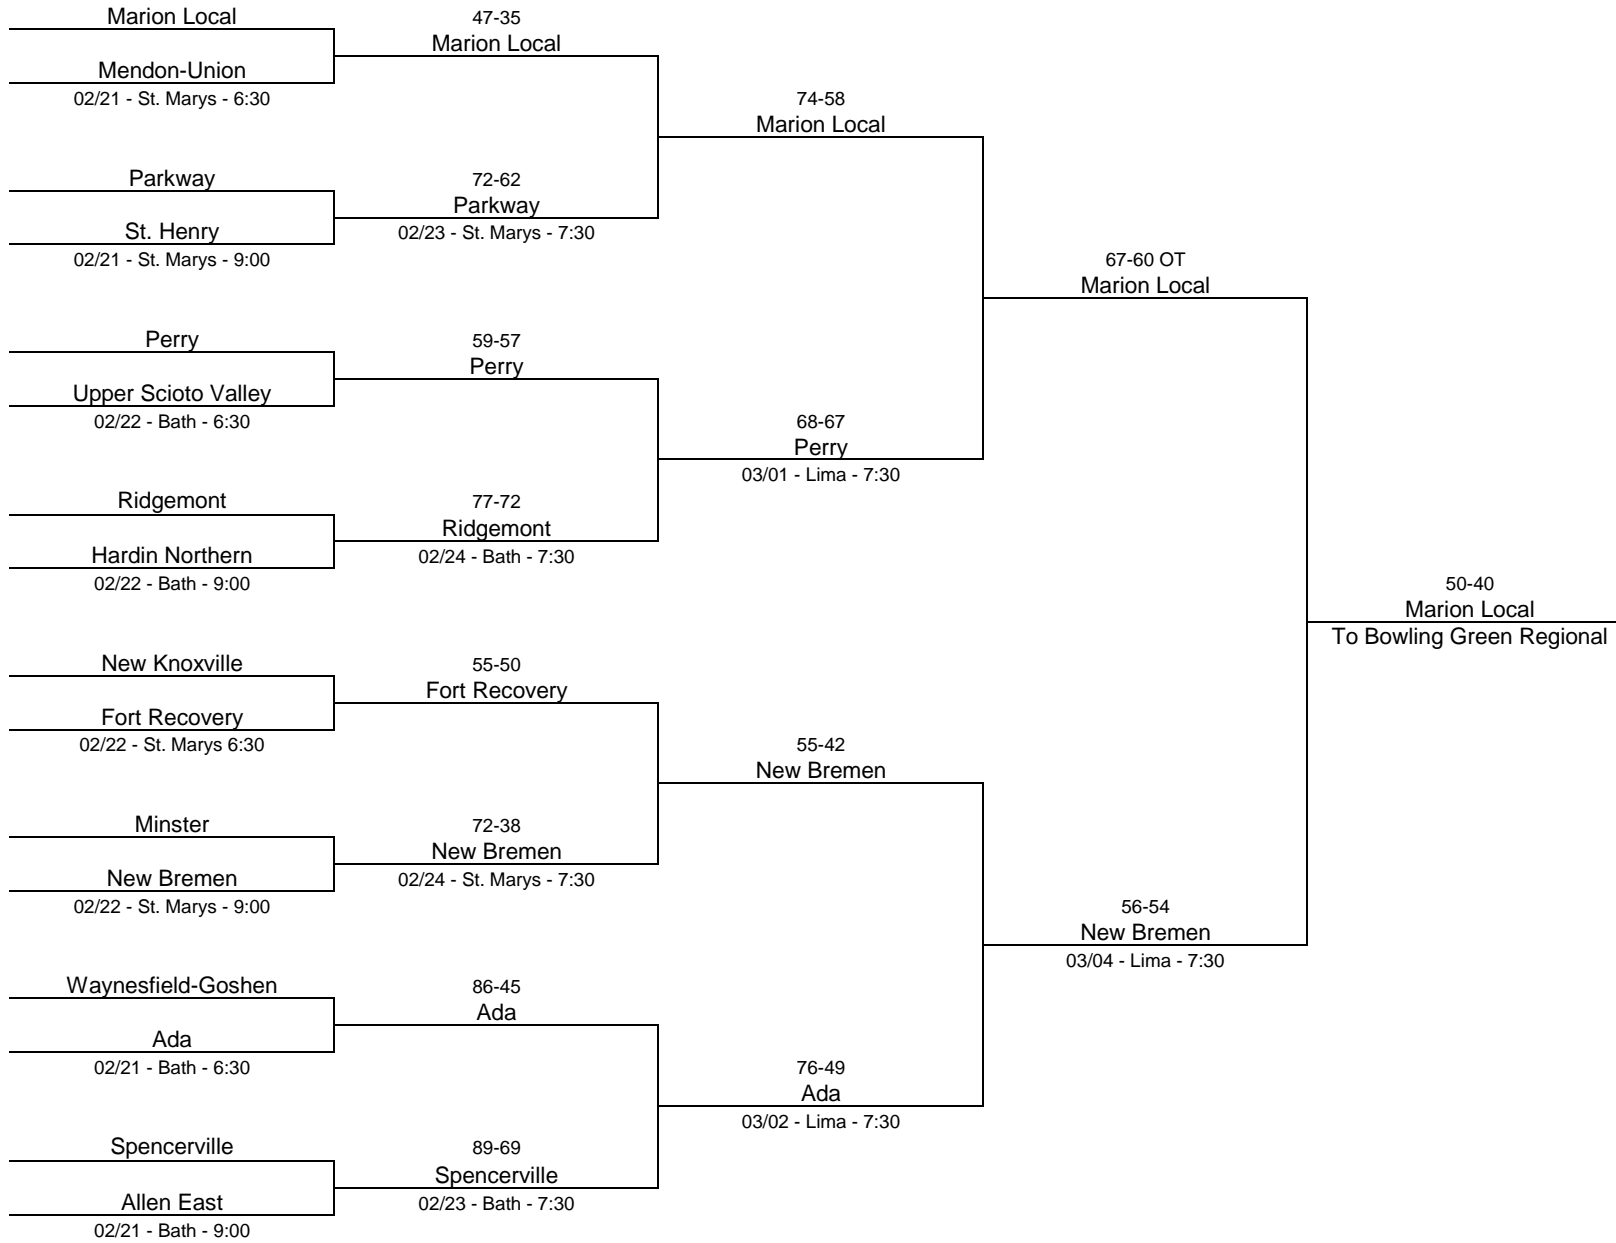 Marion Local
Mendon-Union
02/21 - St. Marys - 6:30
Parkway
St. Henry
02/21 - St. Marys - 9:00
Perry
Upper Scioto Valley
02/22 - Bath - 6:30
Ridgemont
Hardin Northern
02/22 - Bath - 9:00
New Knoxville
Fort Recovery
02/22 - St. Marys 6:30
Minster
New Bremen
02/22 - St. Marys - 9:00
Waynesfield-Goshen
Ada
02/21 - Bath - 6:30
Spencerville
Allen East
02/21 - Bath - 9:00
47-35
Marion Local
72-62
Parkway
02/23 - St. Marys - 7:30
59-57
Perry
77-72
Ridgemont
02/24 - Bath - 7:30
55-50
Fort Recovery
72-38
New Bremen
02/24 - St. Marys - 7:30
86-45
Ada
89-69
Spencerville
02/23 - Bath - 7:30
74-58
Marion Local
68-67
Perry
03/01 - Lima - 7:30
55-42
New Bremen
76-49
Ada
03/02 - Lima - 7:30
67-60 OT
Marion Local
56-54
New Bremen
03/04 - Lima - 7:30
50-40
Marion Local
To Bowling Green Regional